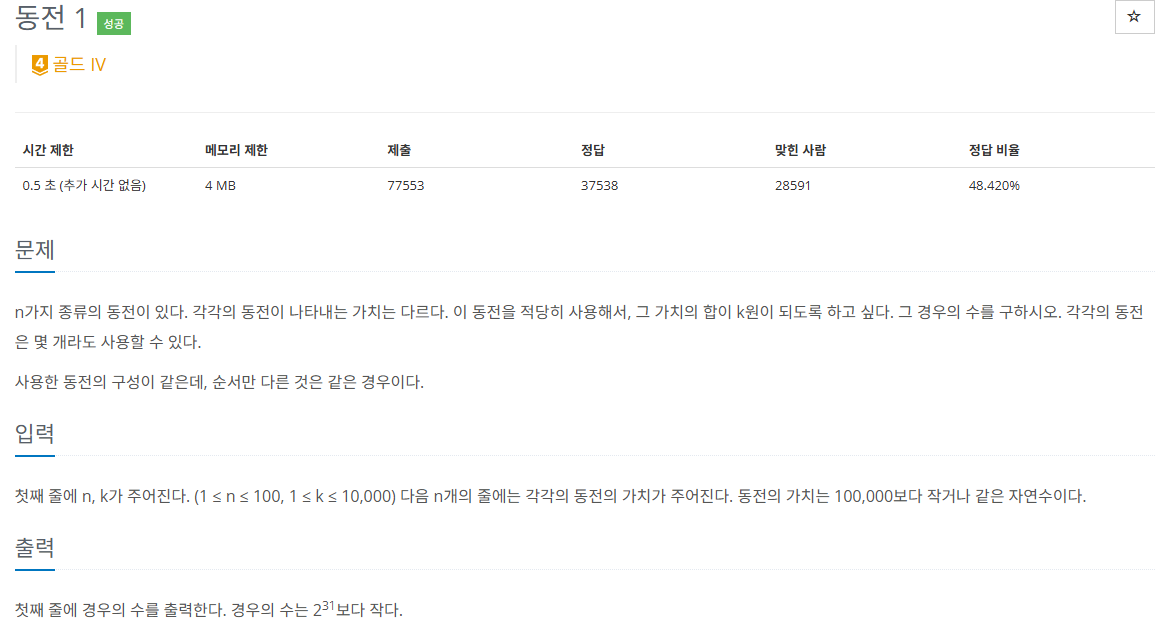 동전 1 성공
☆
4 골드 IV
시간 제한 메모리 제한 제출 정답 맞힌 사람 정답 비율
0.5 초 (추가 시간 없음) 4 MB 77553 37538 28591 48.420%
문제
n가지 종류의 동전이 있다. 각각의 동전이 나타내는 가치는 다르다. 이 동전을 적당히 사용해서, 그 가치의 합이 k원이 되도록 하고 싶다. 그 경우의 수를 구하시오. 각각의 동전
은 몇 개라도 사용할 수 있다.
사용한 동전의 구성이 같은데, 순서만 다른 것은 같은 경우이다.
입력
첫째 줄에 n, k가 주어진다. (1 ≤ n ≤ 100, 1 ≤ k ≤ 10,000) 다음 n개의 줄에는 각각의 동전의 가치가 주어진다. 동전의 가치는 100,000보다 작거나 같은 자연수이다.
출력
첫째 줄에 경우의 수를 출력한다. 경우의 수는 2³¹보다 작다.